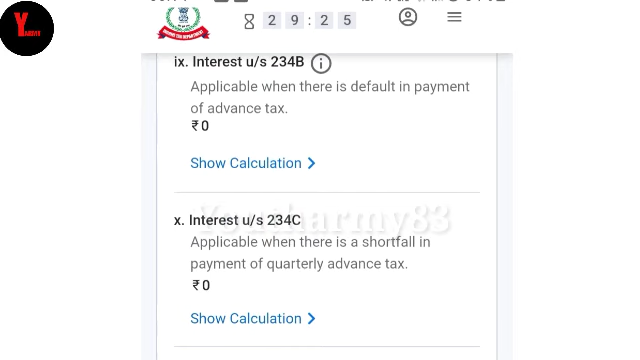 Y
2 9 : 2 5
ix. Interest u/s 234B
Applicable when there is default in payment
of advance tax.
₹0
Show Calculation
x. Interest u/s 234C
Applicable when there is a shortfall in
payment of quarterly advance tax.
₹0
Show Calculation